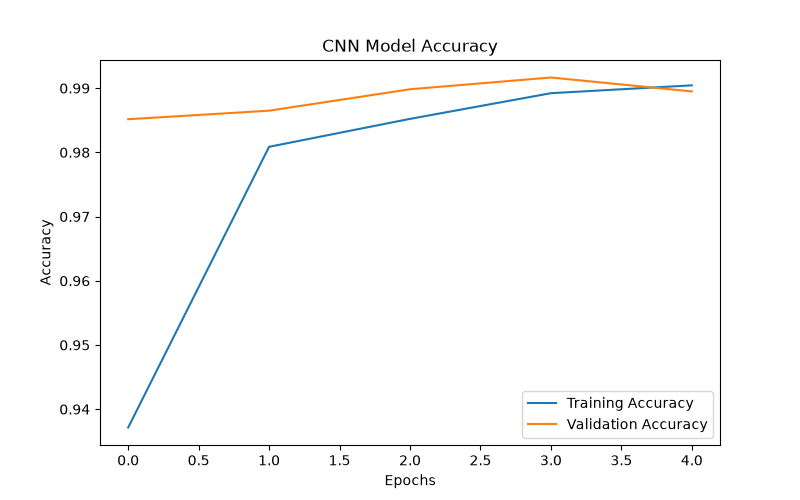 CNN Model Accuracy
Accuracy
0.99
0.98
0.97
0.96
0.95
0.94
Training Accuracy
Validation Accuracy
0.0 0.5 1.0 1.5 2.0 2.5 3.0 3.5 4.0
Epochs